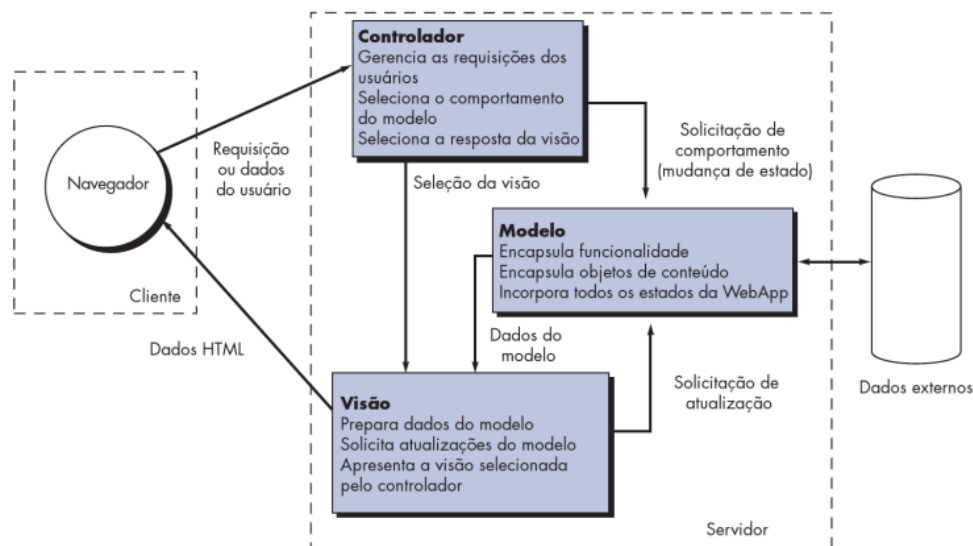 Controlador
Gerencia as requisições dos
usuários
Seleciona o comportamento
do modelo
Seleciona a resposta da visão
Navegador
Requisição
ou dados
do usuário
Cliente
Seleção da visão
Solicitação de
comportamento
(mudança de estado)
Modelo
Encapsula funcionalidade
Encapsula objetos de conteúdo
Incorpora todos os estados da WebApp
Dados HTML
Dados do
modelo
Solicitação de
atualização
Dados externos
Visão
Prepara dados do modelo
Solicita atualizações do modelo
Apresenta a visão selecionada
pelo controlador
Servidor